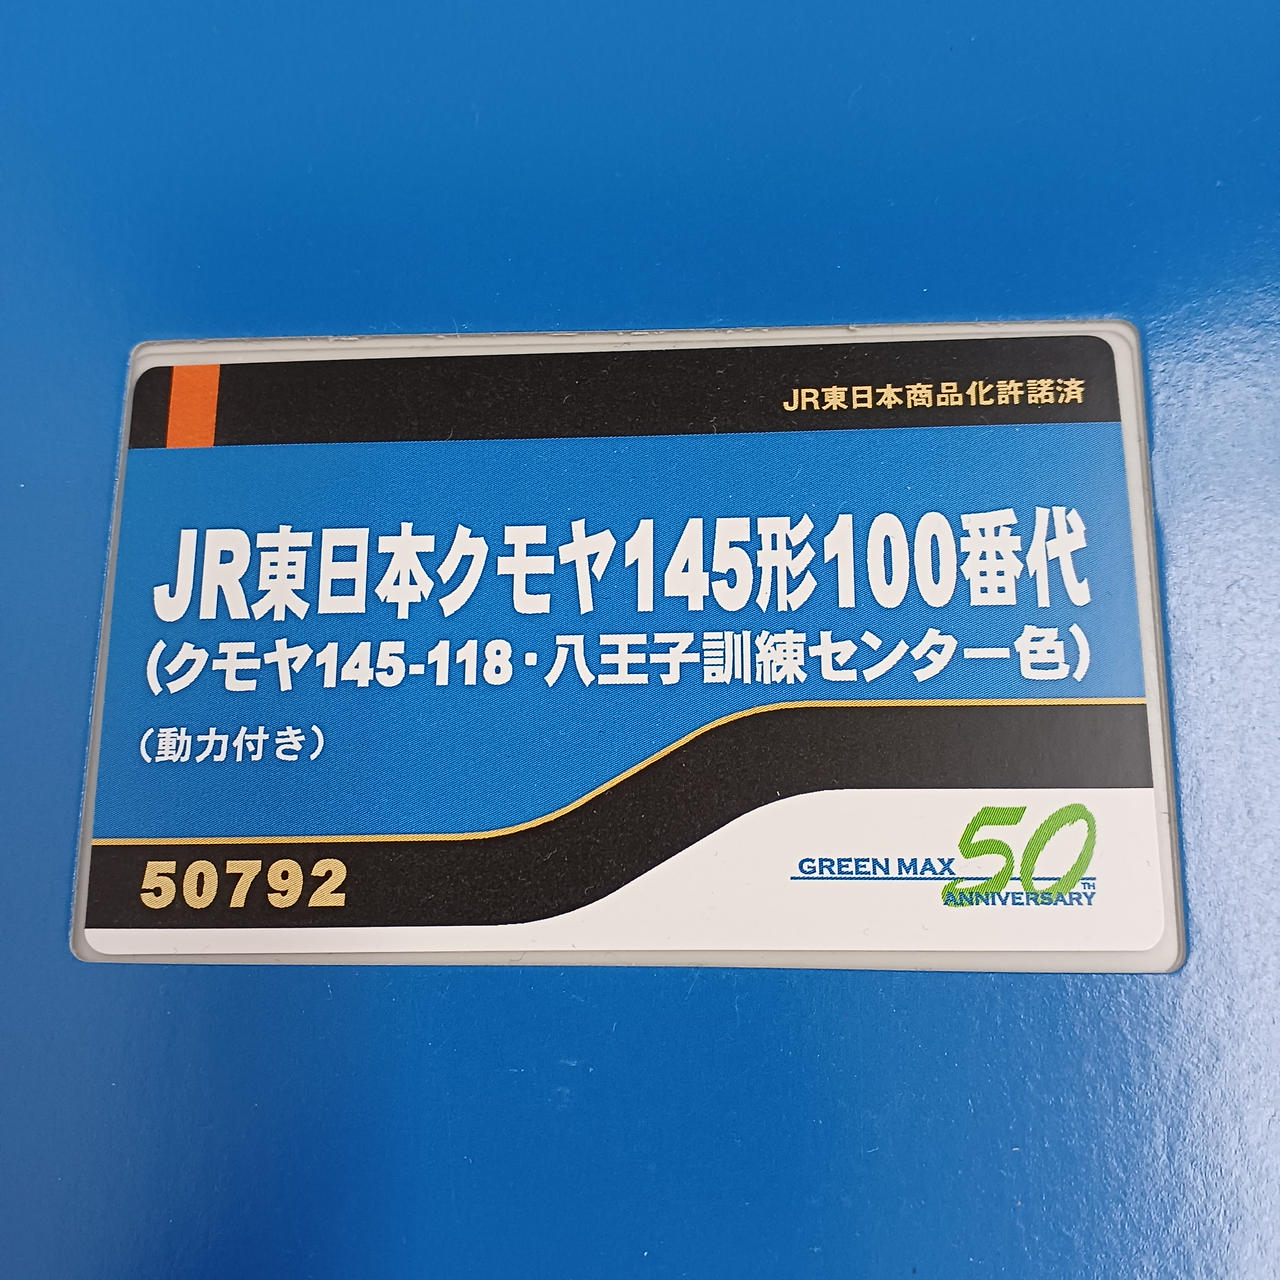 JR東日本商品化許諾済
JR東日本クモヤ145形100番代
(クモヤ145-118・八王子訓練センター色)
(動力付き)
50792
GREEN MAX 50TH
ANNIVERSARY